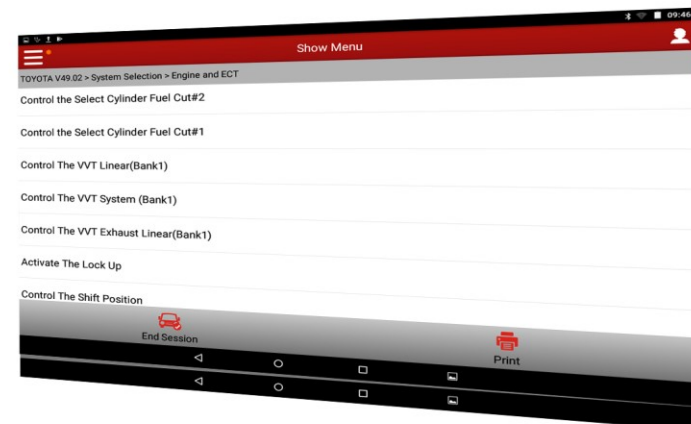 09:46
Show Menu
TOYOTA V49.02 > System Selection > Engine and ECT
Control the Select Cylinder Fuel Cut#2
Control the Select Cylinder Fuel Cut#1
Control The VVT Linear(Bank1)
Control The VVT System (Bank1)
Control The VVT Exhaust Linear(Bank1)
Activate The Lock Up
Control The Shift Position
End Session
Print